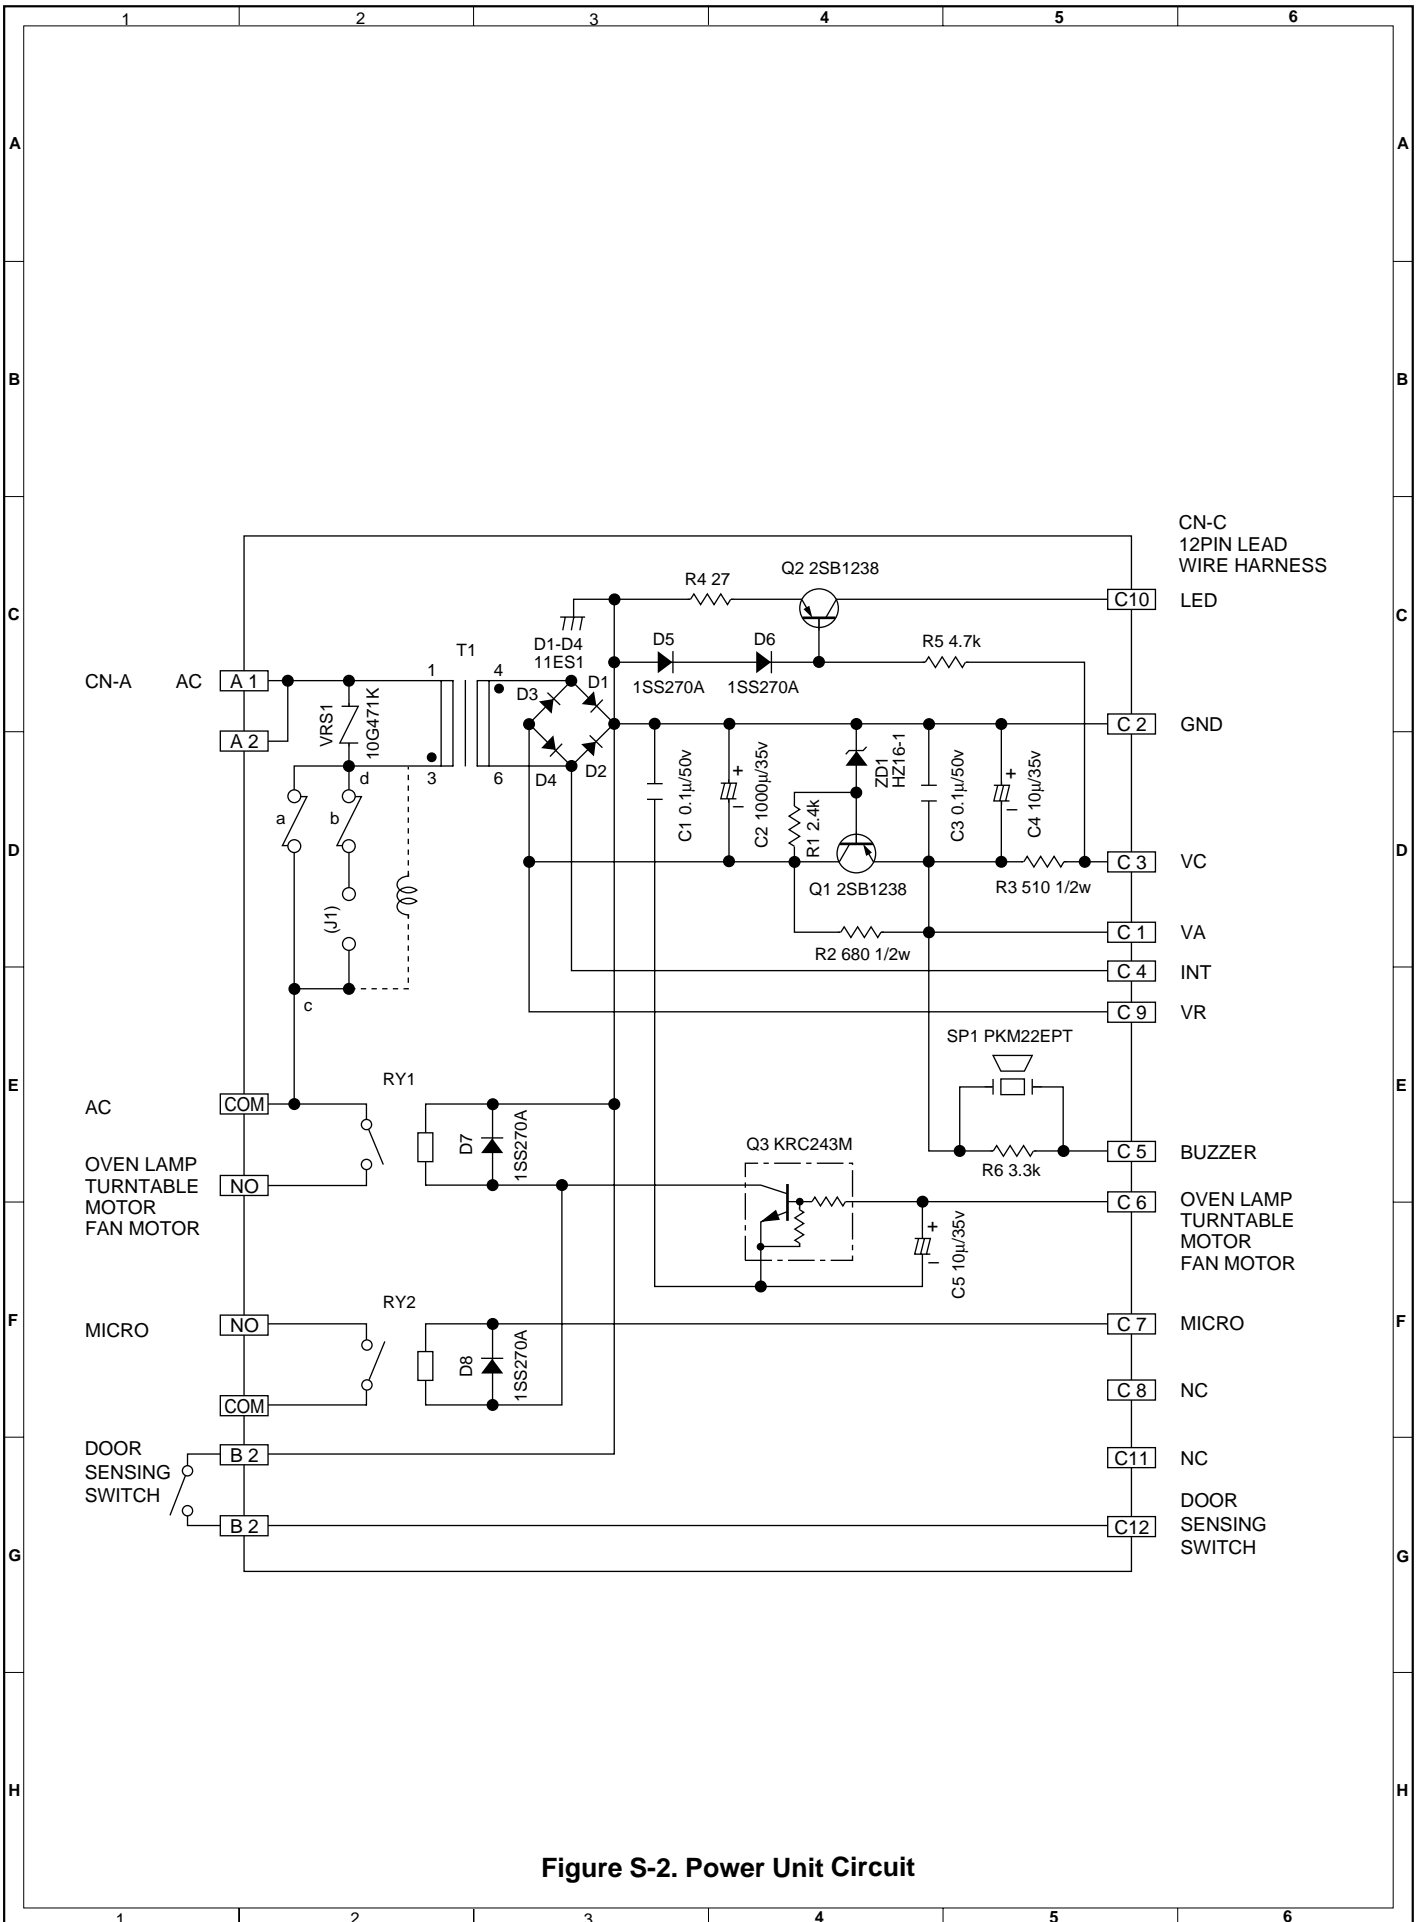 1 2 3 4 5 6
A A
B B
C C
D D
E E
F F
G G
H H
CN-C
12PIN LEAD
WIRE HARNESS
Q2 2SB1238
R4 27
C10 LED
D1-D4
11ES1
D5
1SS270A
D6
1SS270A
R5 4.7k
T1
CN-A AC A 1
A 2
VRS1
10G471K
1
3
4
6
D3
D1
D4
D2
C 2 GND
C1 0.1µ/50v
+
–
C2 1000µ/35v
R1 2.4k
ZD1
HZ16-1
C3 0.1µ/50v
+
–
C4 10µ/35v
d
a
b
(J1)
c
Q1 2SB1238
R3 510 1/2w
C 3 VC
R2 680 1/2w
C 1 VA
C 4 INT
C 9 VR
SP1 PKM22EPT
R6 3.3k
C 5 BUZZER
AC COM
RY1
D7
1SS270A
OVEN LAMP
TURNTABLE
MOTOR
FAN MOTOR
NO
Q3 KRC243M
+
–
C5 10µ/35v
C 6 OVEN LAMP
TURNTABLE
MOTOR
FAN MOTOR
MICRO
NO
COM
RY2
D8
1SS270A
C 7 MICRO
C 8 NC
DOOR
SENSING
SWITCH
B 2
B 2
C11 NC
C12
DOOR
SENSING
SWITCH
Figure S-2. Power Unit Circuit
1 2 3 4 5 6